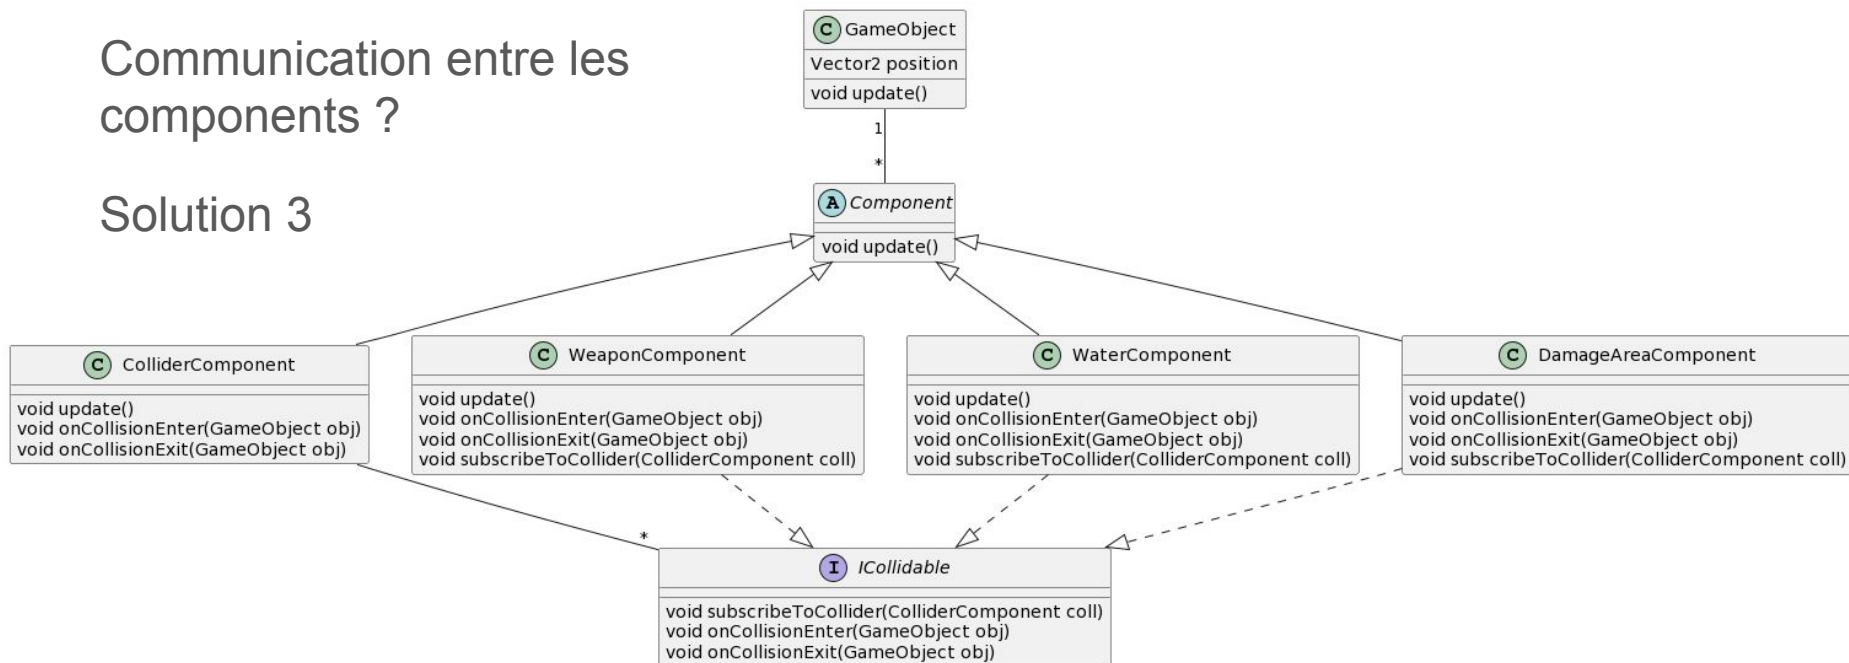 Communication entre les
components ?
Solution 3
C GameObject
Vector2 position
void update()
1
*
A Component
void update()
C ColliderComponent
void update()
void onCollisionEnter(GameObject obj)
void onCollisionExit(GameObject obj)
C WeaponComponent
void update()
void onCollisionEnter(GameObject obj)
void onCollisionExit(GameObject obj)
void subscribeToCollider(ColliderComponent coll)
C WaterComponent
void update()
void onCollisionEnter(GameObject obj)
void onCollisionExit(GameObject obj)
void subscribeToCollider(ColliderComponent coll)
C DamageAreaComponent
void update()
void onCollisionEnter(GameObject obj)
void onCollisionExit(GameObject obj)
void subscribeToCollider(ColliderComponent coll)
*
I ICollidable
void subscribeToCollider(ColliderComponent coll)
void onCollisionEnter(GameObject obj)
void onCollisionExit(GameObject obj)